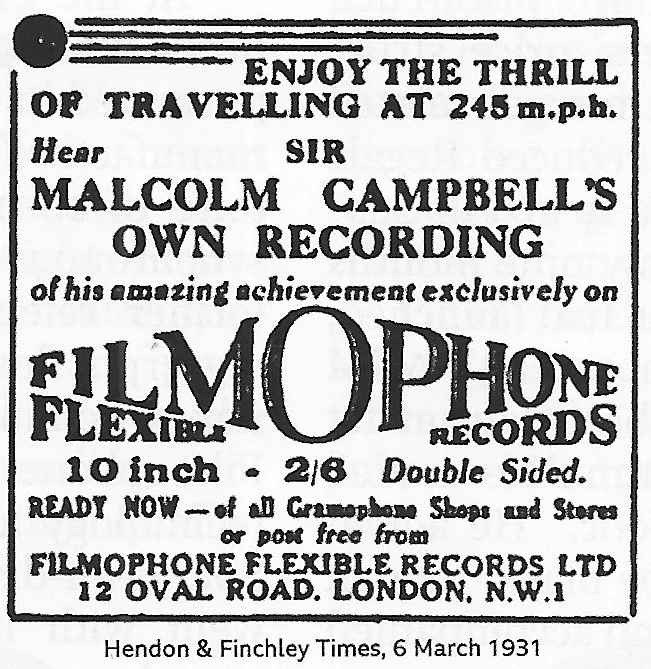 ENJOY THE THRILL
OF TRAVELLING AT 245 m.p.h.
Hear SIR
MALCOLM CAMPBELL'S
OWN RECORDING
of his amazing achievement exclusively on
FILMOPHONE
FLEXIBLE RECORDS
10 inch - 2/6 Double Sided.
READY NOW — of all Gramophone Shops and Stores
or post free from
FILMOPHONE FLEXIBLE RECORDS LTD
12 OVAL ROAD. LONDON, N.W.1
Hendon & Finchley Times, 6 March 1931